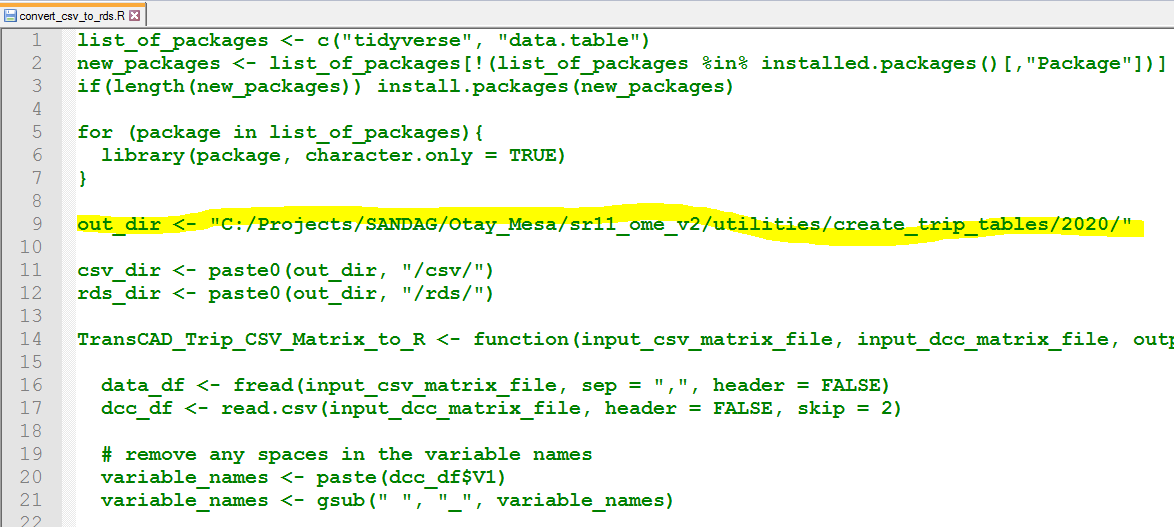 convert_csv_to_rds.R
1 list_of_packages <- c("tidyverse", "data.table")
2 new_packages <- list_of_packages[!(list_of_packages %in% installed.packages()[,"Package"])]
3 if(length(new_packages)) install.packages(new_packages)
4
5 for (package in list_of_packages){
6   library(package, character.only = TRUE)
7 }
8
9 out_dir <- "C:/Projects/SANDAG/Otay_Mesa/sr11_ome_v2/utilities/create_trip_tables/2020/"
10
11 csv_dir <- paste0(out_dir, "/csv/")
12 rds_dir <- paste0(out_dir, "/rds/")
13
14 TransCAD_Trip_CSV_Matrix_to_R <- function(input_csv_matrix_file, input_dcc_matrix_file, outp
15
16   data_df <- fread(input_csv_matrix_file, sep = ",", header = FALSE)
17   dcc_df <- read.csv(input_dcc_matrix_file, header = FALSE, skip = 2)
18
19   # remove any spaces in the variable names
20   variable_names <- paste(dcc_df$V1)
21   variable_names <- gsub(" ", "_", variable_names)
22